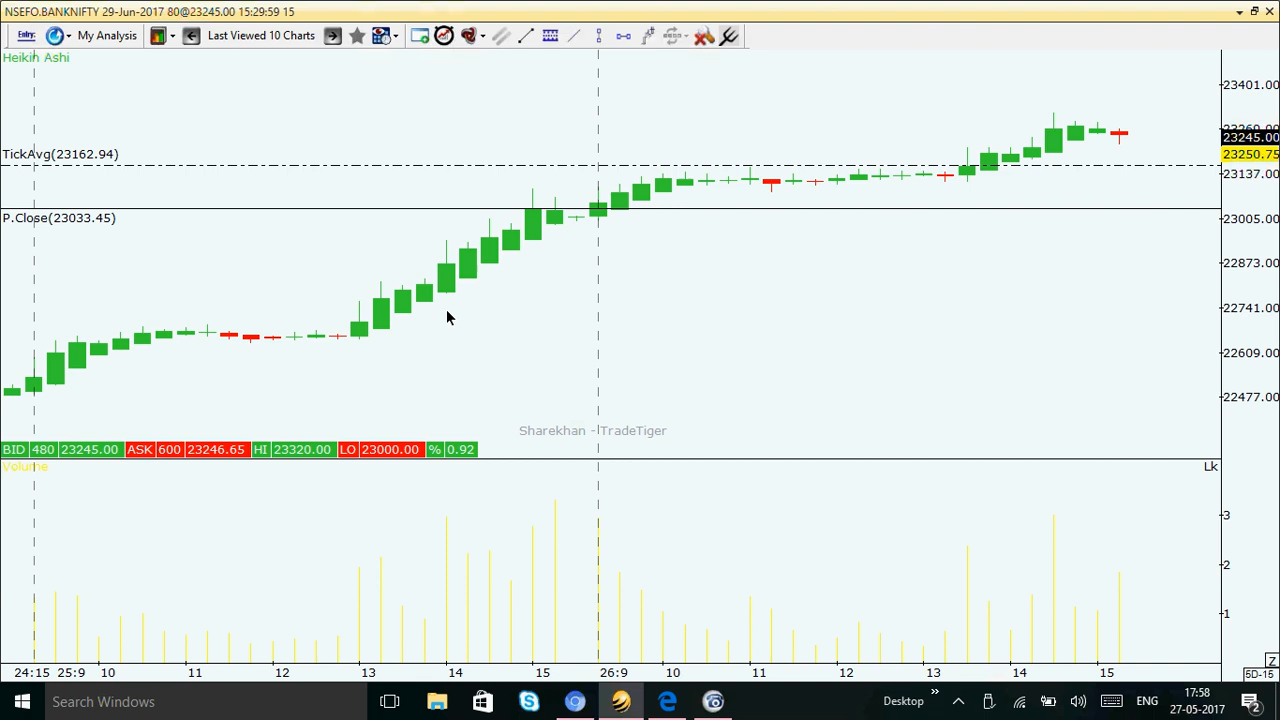 NSEFO.BANKNIFTY 29-Jun-2017 80@23245.00 15:29:59 15
Entry: My Analysis Last Viewed 10 Charts
Heikin Ashi
23401.00
23245.00
TickAvg(23162.94)
23250.75
23137.00
P.Close(23033.45)
23005.00
22873.00
22741.00
22609.00
22477.00
Sharekhan - TradeTiger
BID 480 23245.00 ASK 600 23246.65 HI 23320.00 LO 23000.00 % 0.92
Volume Lk
3
2
1
24:15 25:9 10 11 12 13 14 15 26:9 10 11 12 13 14 15 5D-15
Z
Search Windows Desktop ENG 17:58
27-05-2017
2